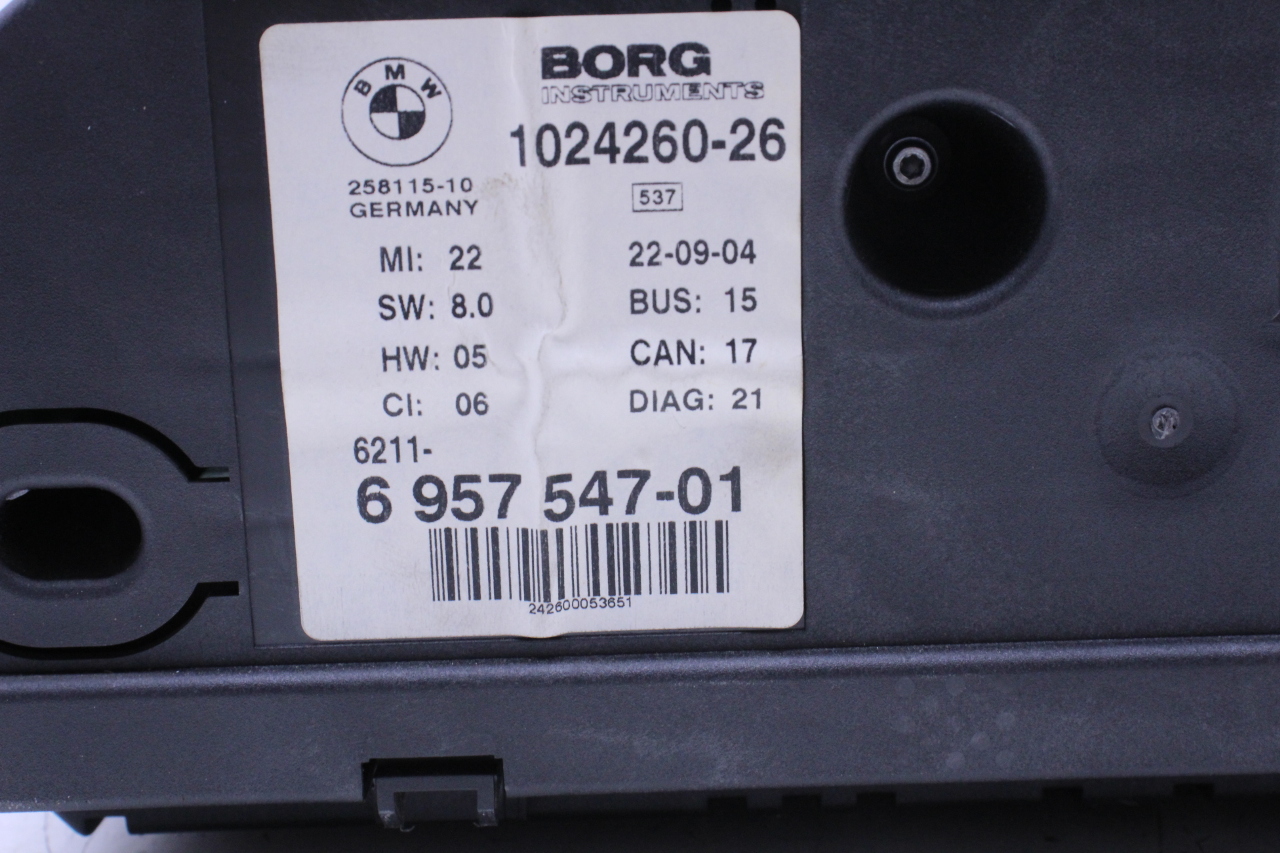 BMW
BORG
INSTRUMENTS
1024260-26
258115-10
GERMANY
537
MI: 22
22-09-04
SW: 8.0
BUS: 15
HW: 05
CAN: 17
CI: 06
DIAG: 21
6211-
6 957 547-01
242600053651